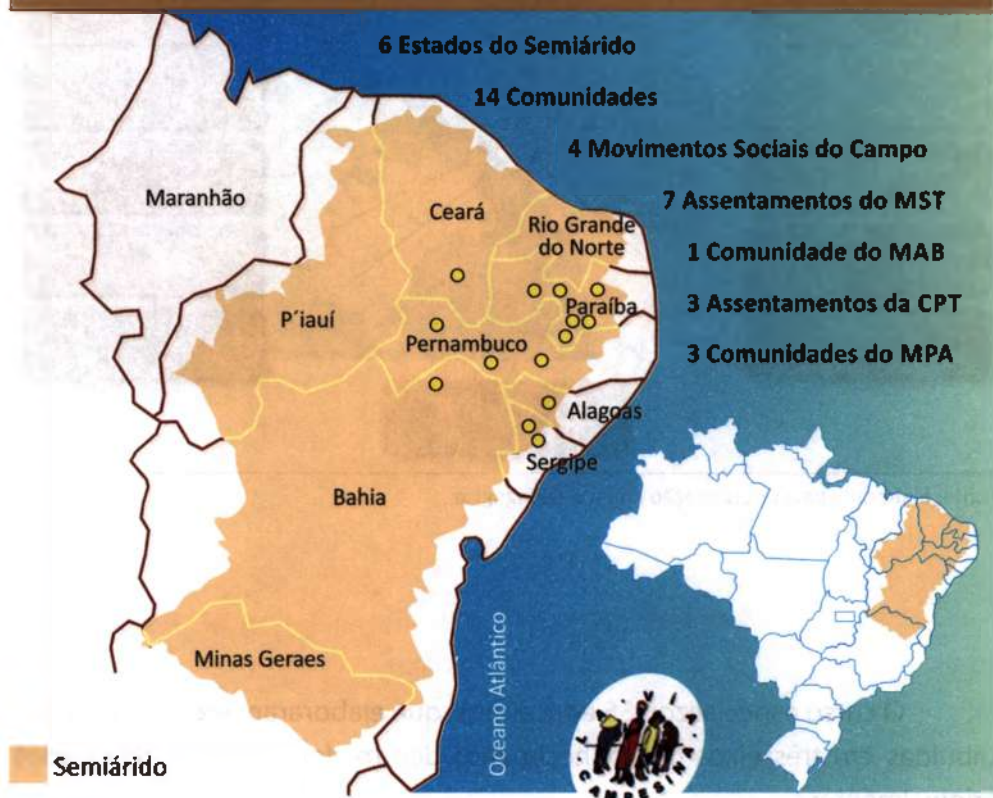 6 Estados do Semiárido
14 Comunidades
4 Movimentos Sociais do Campo
7 Assentamentos do MST
1 Comunidade do MAB
3 Assentamentos da CPT
3 Comunidades do MPA
Maranhão
Ceará
Rio Grande
do Norte
P´iauí
Paraíba
Pernambuco
Alagoas
Sergipe
Bahia
Minas Geraes
Oceano Atlântico
Semiárido
LA VIA
CAMPESINA